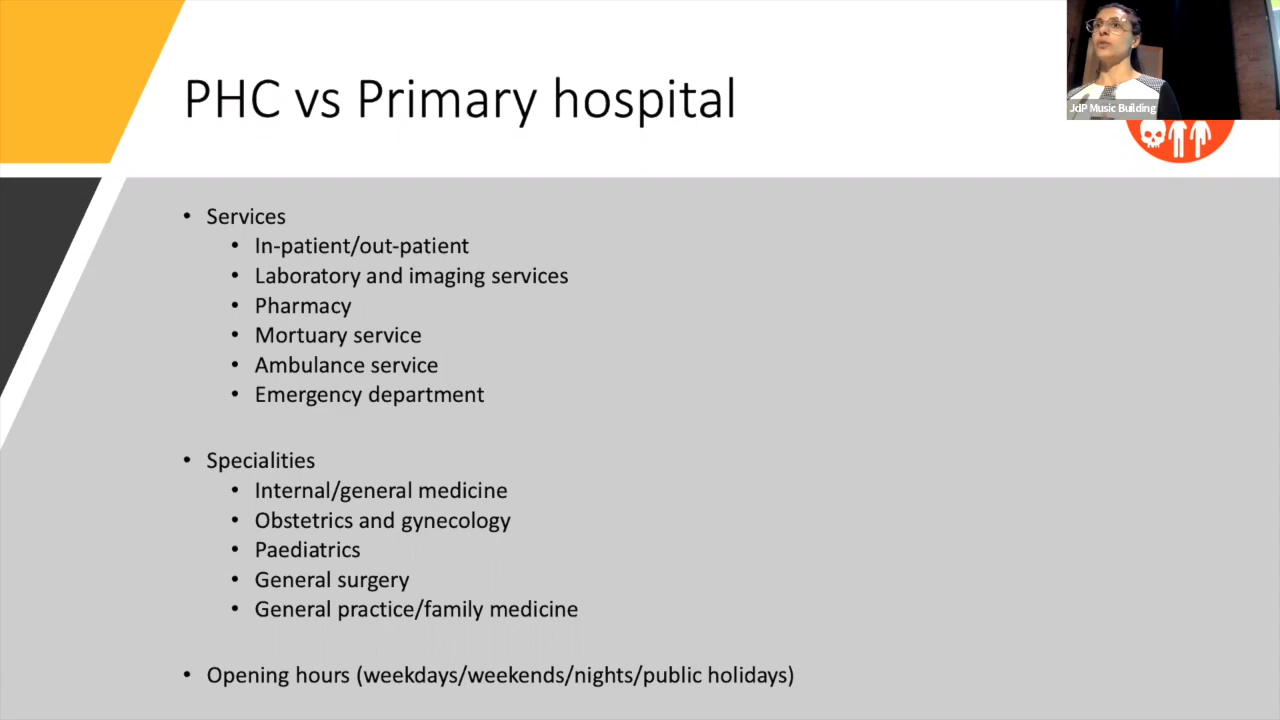 PHC vs Primary hospital
JdP Music Building
• Services
• In-patient/out-patient
• Laboratory and imaging services
• Pharmacy
• Mortuary service
• Ambulance service
• Emergency department
• Specialities
• Internal/general medicine
• Obstetrics and gynecology
• Paediatrics
• General surgery
• General practice/family medicine
• Opening hours (weekdays/weekends/nights/public holidays)